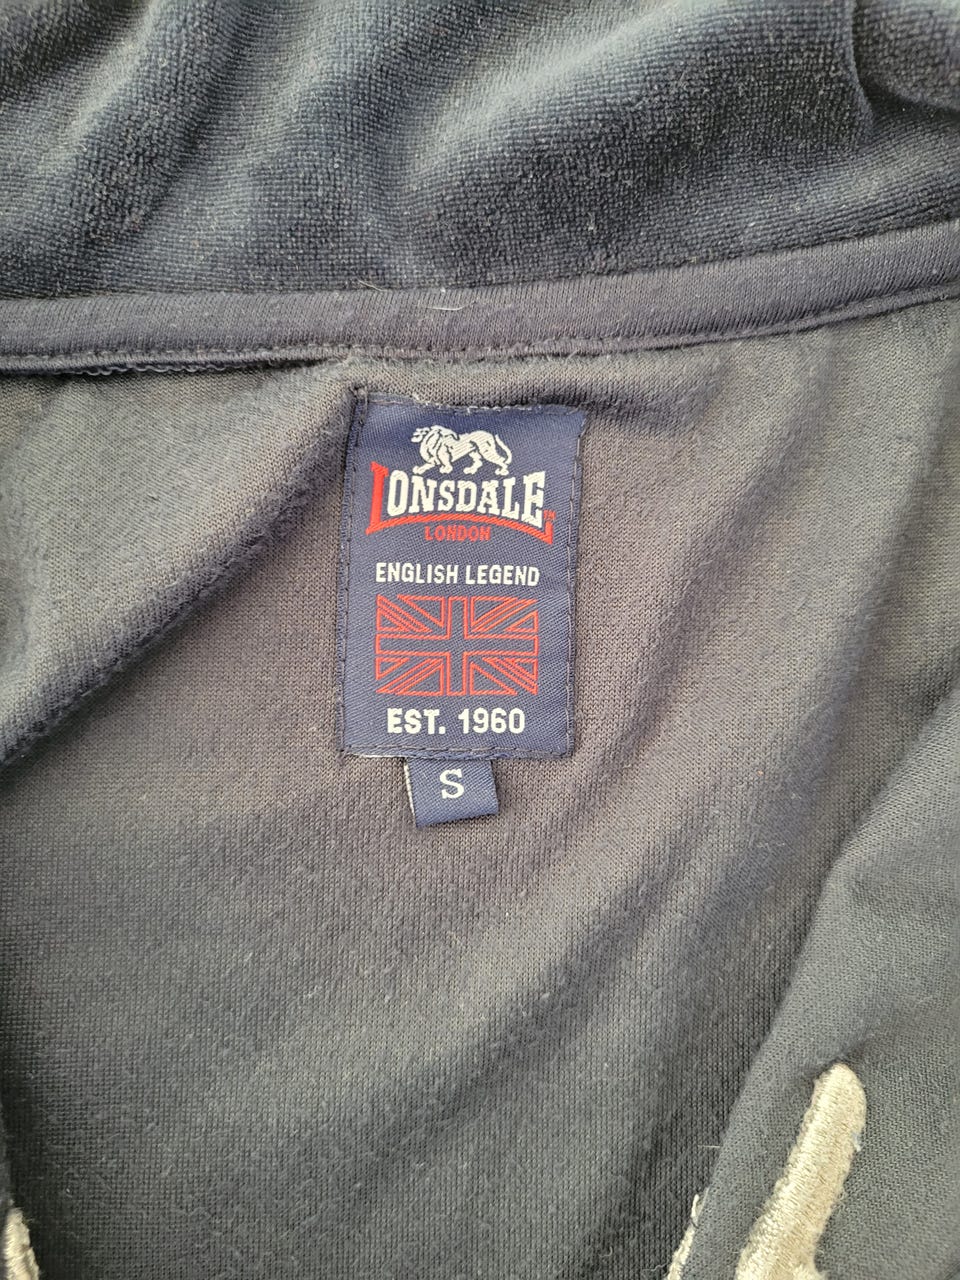 LONSDALE
LONDON
ENGLISH LEGEND
EST. 1960
S